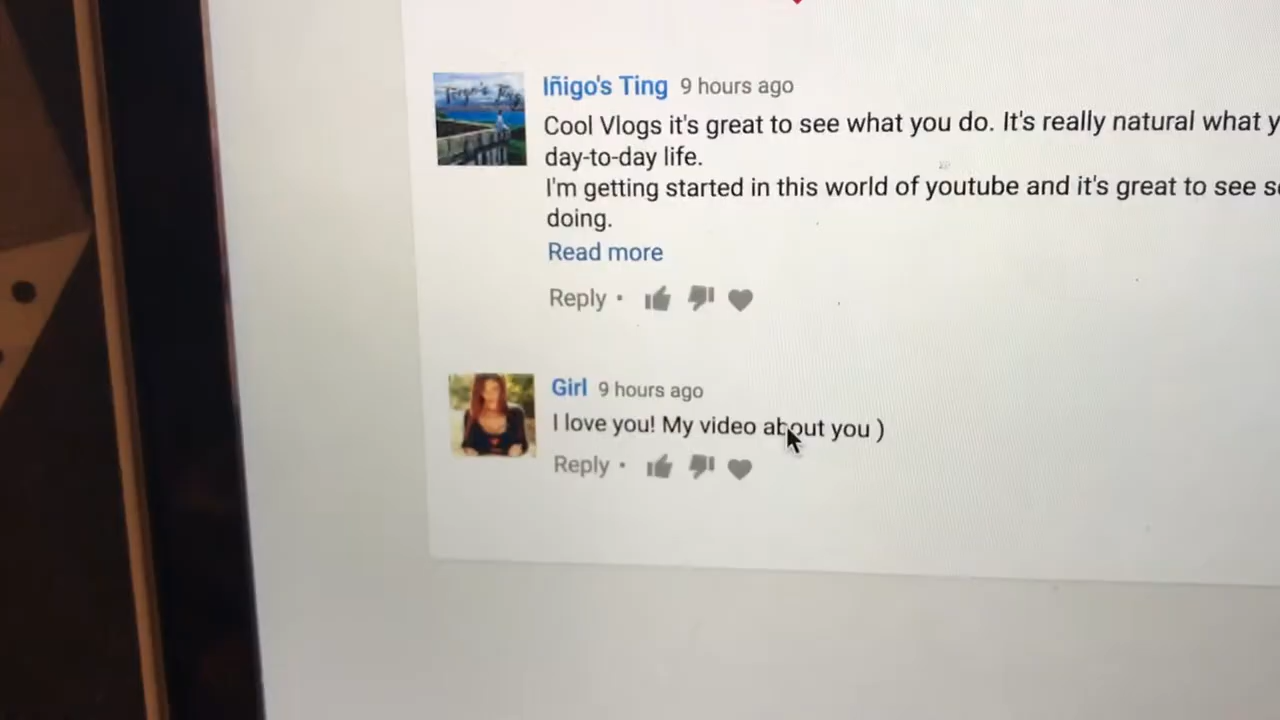 Iñigo's Ting 9 hours ago
Cool Vlogs it's great to see what you do. It's really natural what
day-to-day life.
I'm getting started in this world of youtube and it's great to see
doing.
Read more
Reply •
Girl 9 hours ago
I love you! My video about you )
Reply •